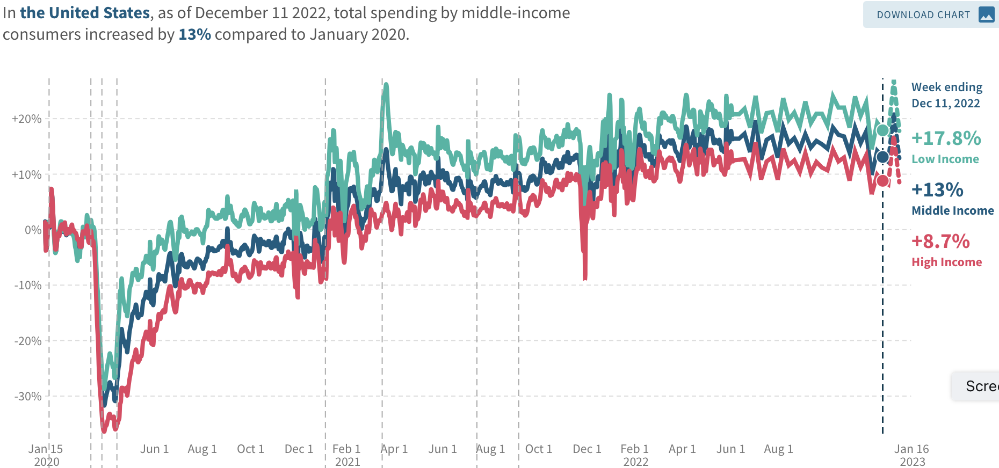 In the United States, as of December 11 2022, total spending by middle-income
consumers increased by 13% compared to January 2020.
DOWNLOAD CHART
Week ending
Dec 11, 2022
+17.8%
Low Income
+13%
Middle Income
+8.7%
High Income
+20%
+10%
0%
-10%
-20%
-30%
Jan 15 Jun 1 Aug 1 Oct 1 Dec 1 Feb 1 Apr 1 Jun 1 Aug 1 Oct 1 Dec 1 Feb 1 Apr 1 Jun 1 Aug 1 Jan 16
2020 2021 2022 2023